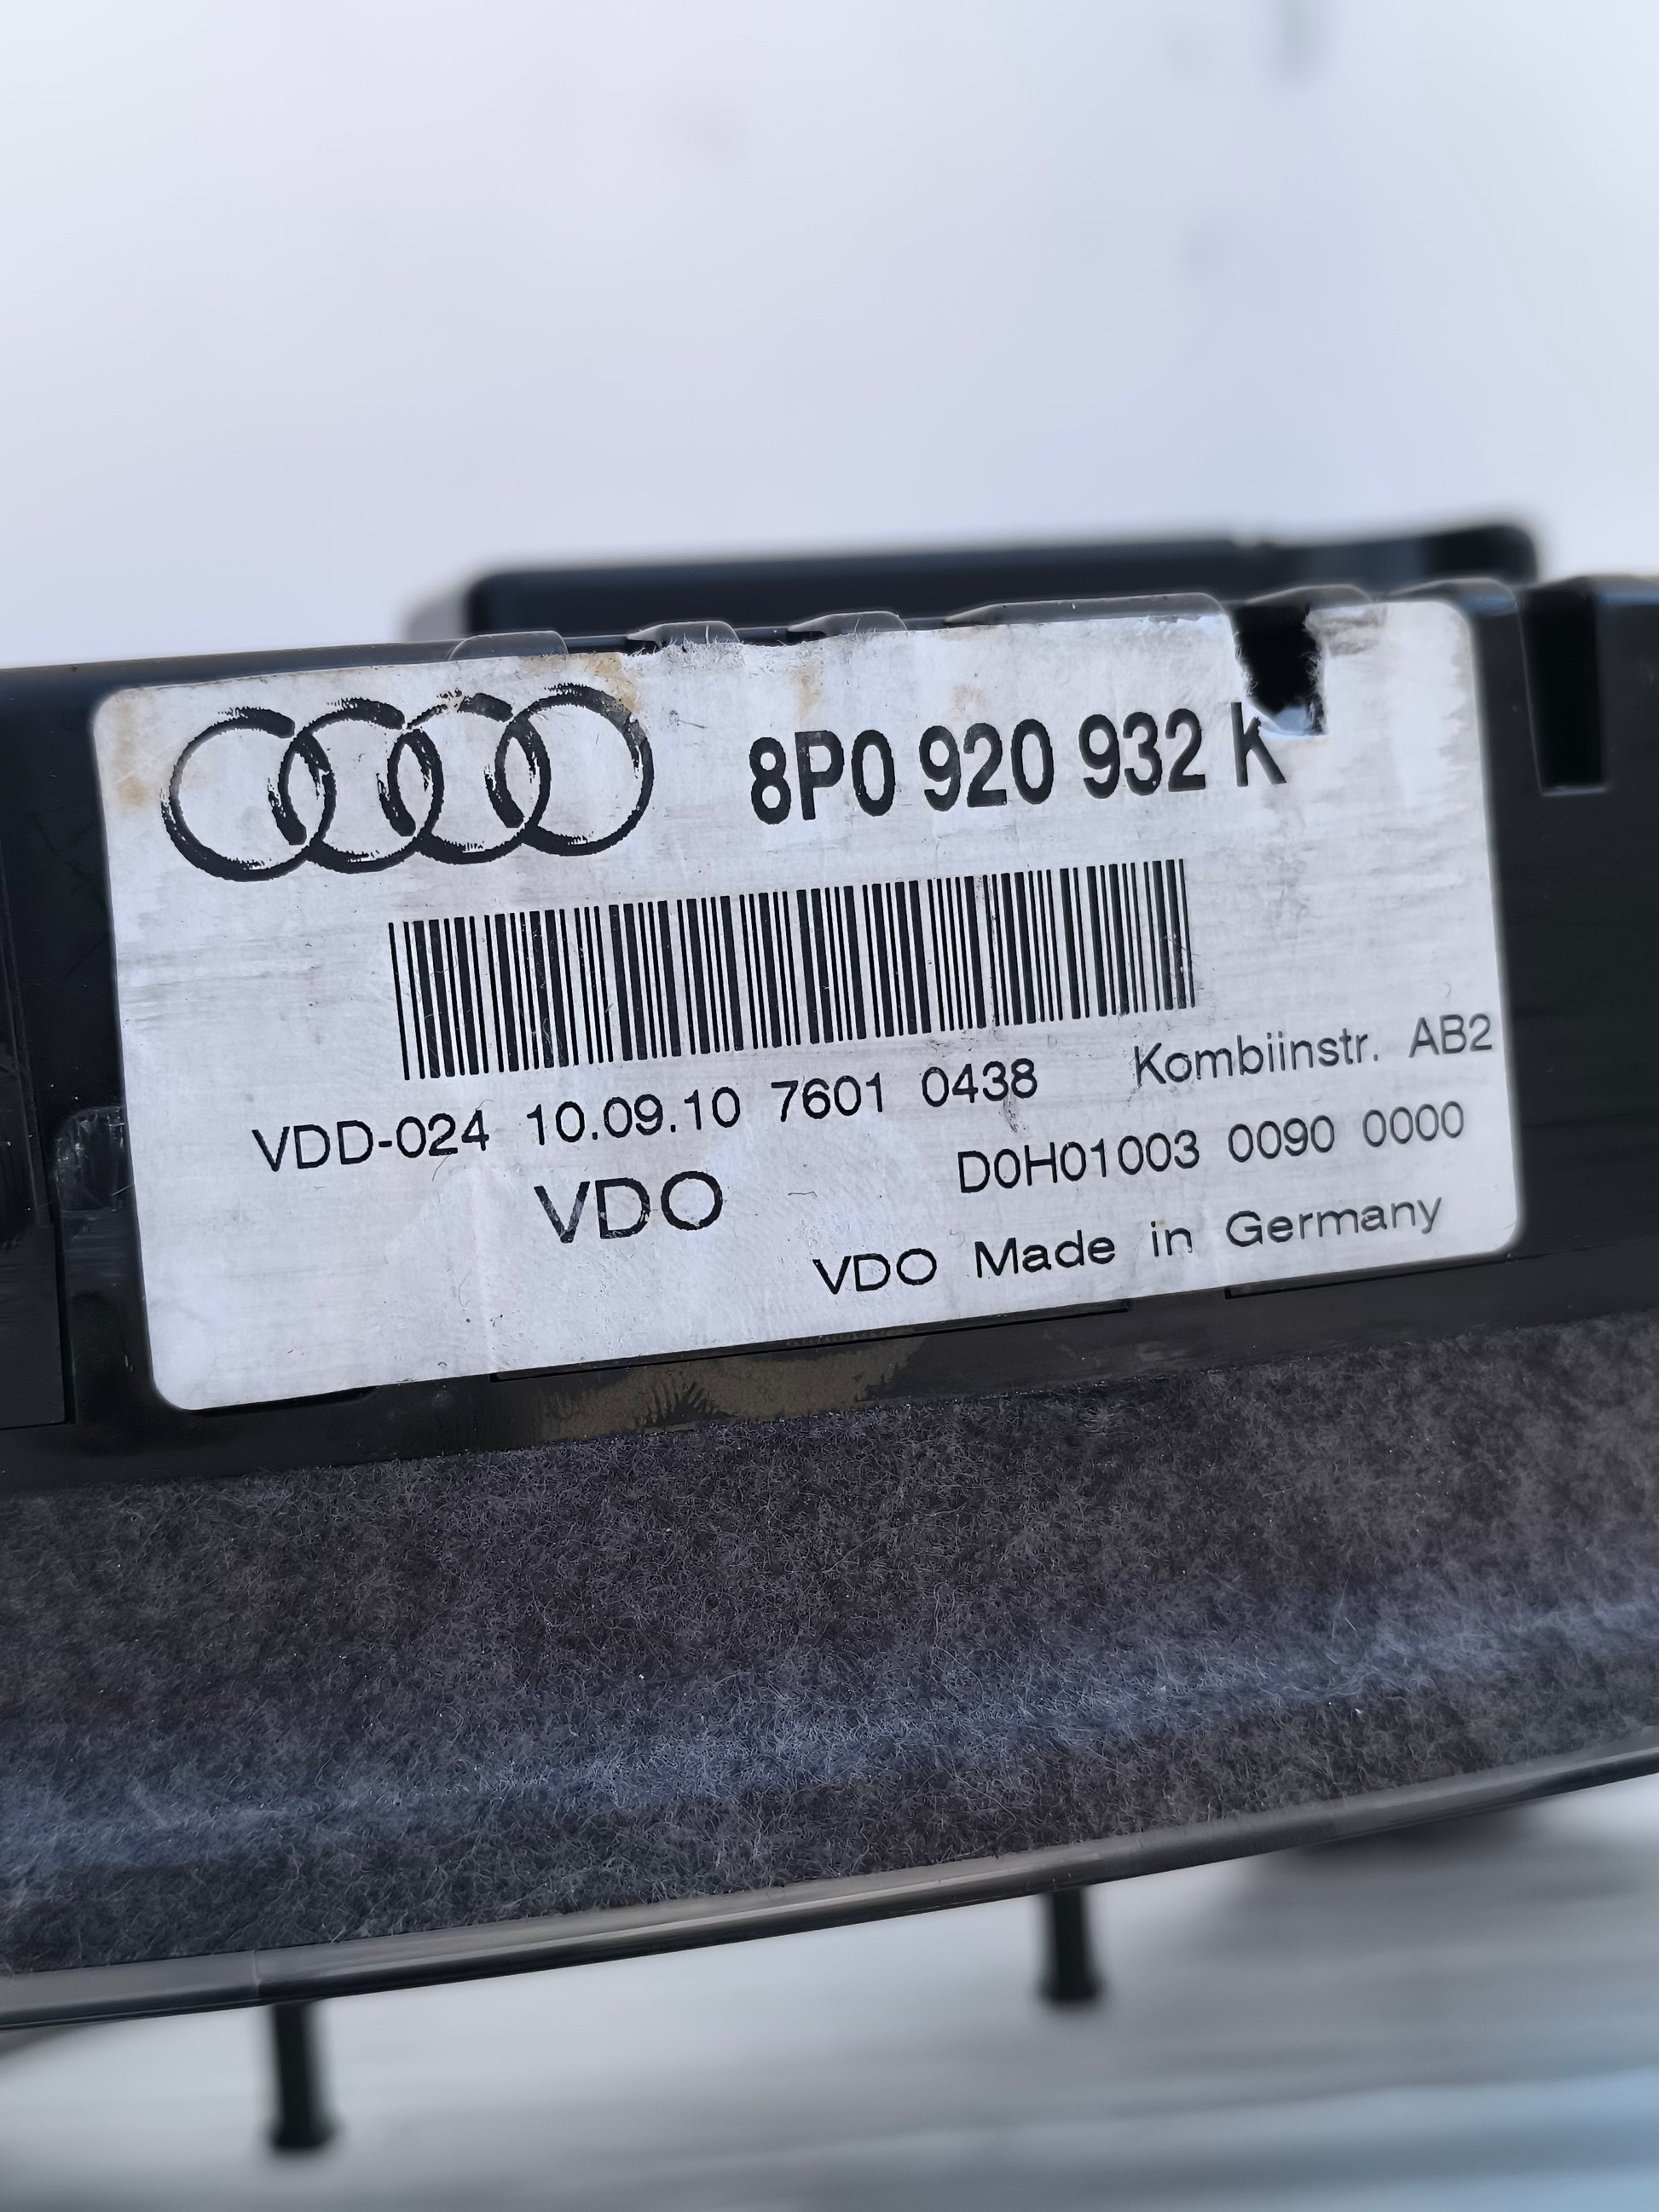 8P0 920 932 K
VDD-024 10.09.10 7601 0438 Kombiinstr. AB2
VDO D0H01003 0090 0000
VDO Made in Germany